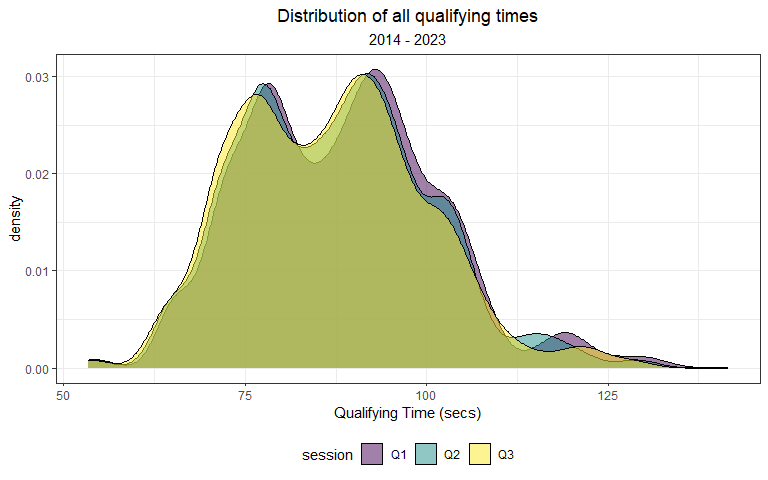 Distribution of all qualifying times
2014 - 2023
density
0.03
0.02
0.01
0.00
50 75 100 125
Qualifying Time (secs)
session Q1 Q2 Q3